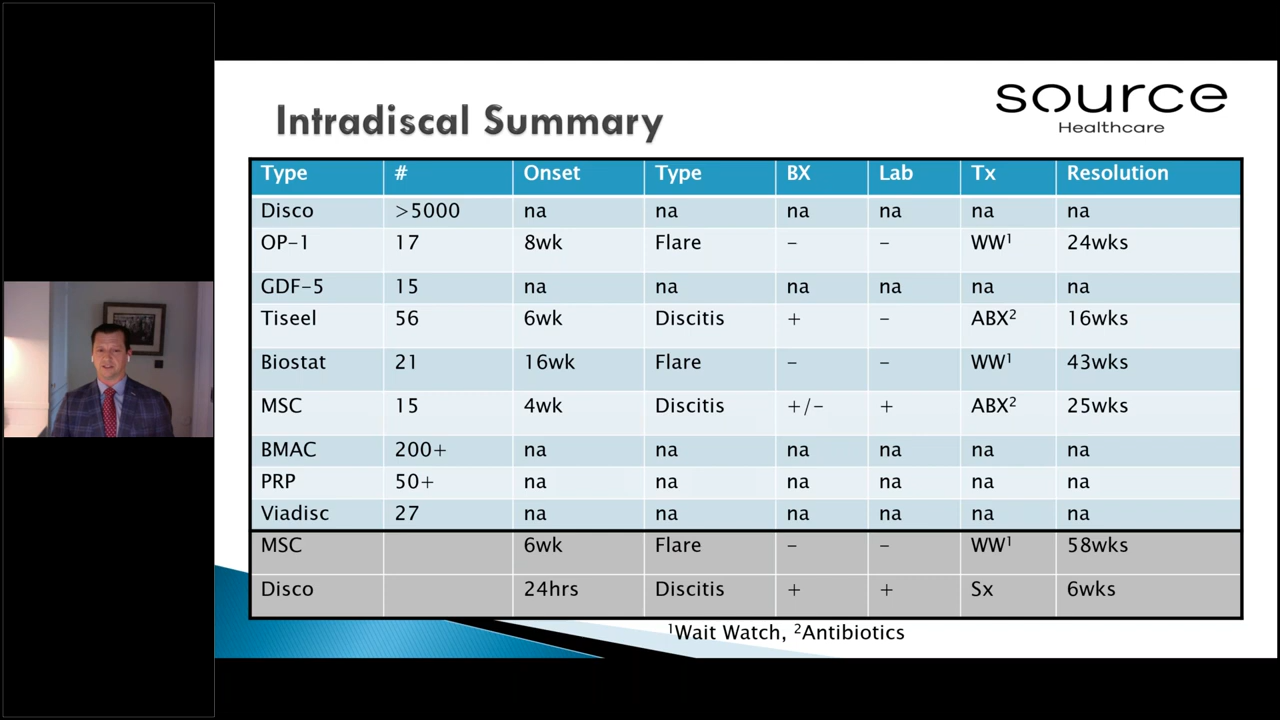 source
Healthcare
Intradiscal Summary
Type # Onset Type BX Lab Tx Resolution
Disco >5000 na na na na na na
OP-1 17 8wk Flare - - WW¹ 24wks
GDF-5 15 na na na na na na
Tiseel 56 6wk Discitis + - ABX² 16wks
Biostat 21 16wk Flare - - WW¹ 43wks
MSC 15 4wk Discitis +/- + ABX² 25wks
BMAC 200+ na na na na na na
PRP 50+ na na na na na na
Viadisc 27 na na na na na na
MSC 6wk Flare - - WW¹ 58wks
Disco 24hrs Discitis + + Sx 6wks
¹Wait Watch, ²Antibiotics